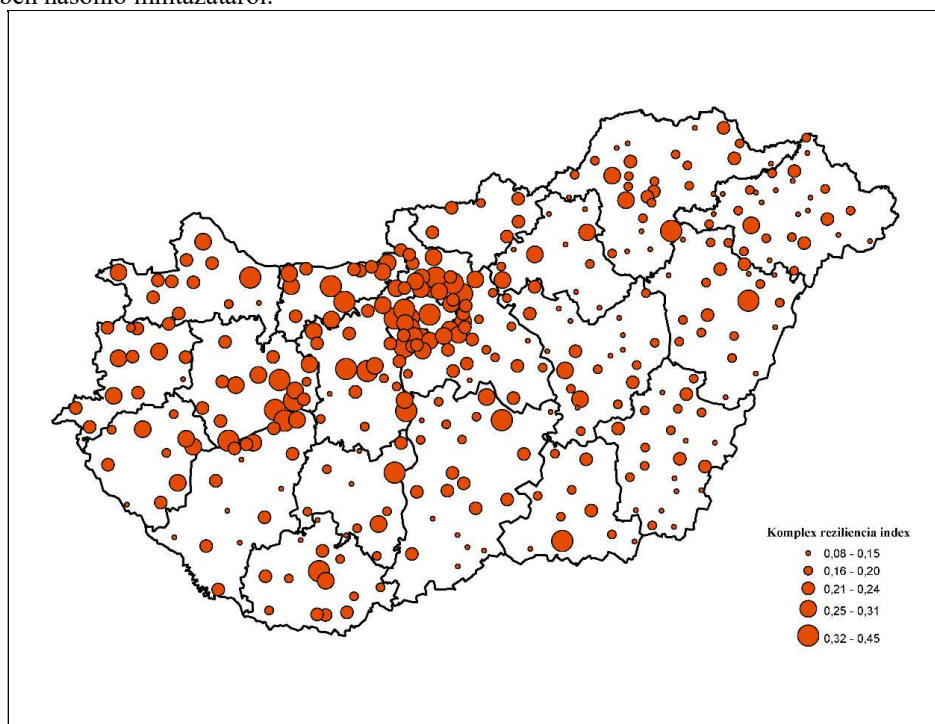 Komplex reziliencia index
0,08 - 0,15
0,16 - 0,20
0,21 - 0,24
0,25 - 0,31
0,32 - 0,45